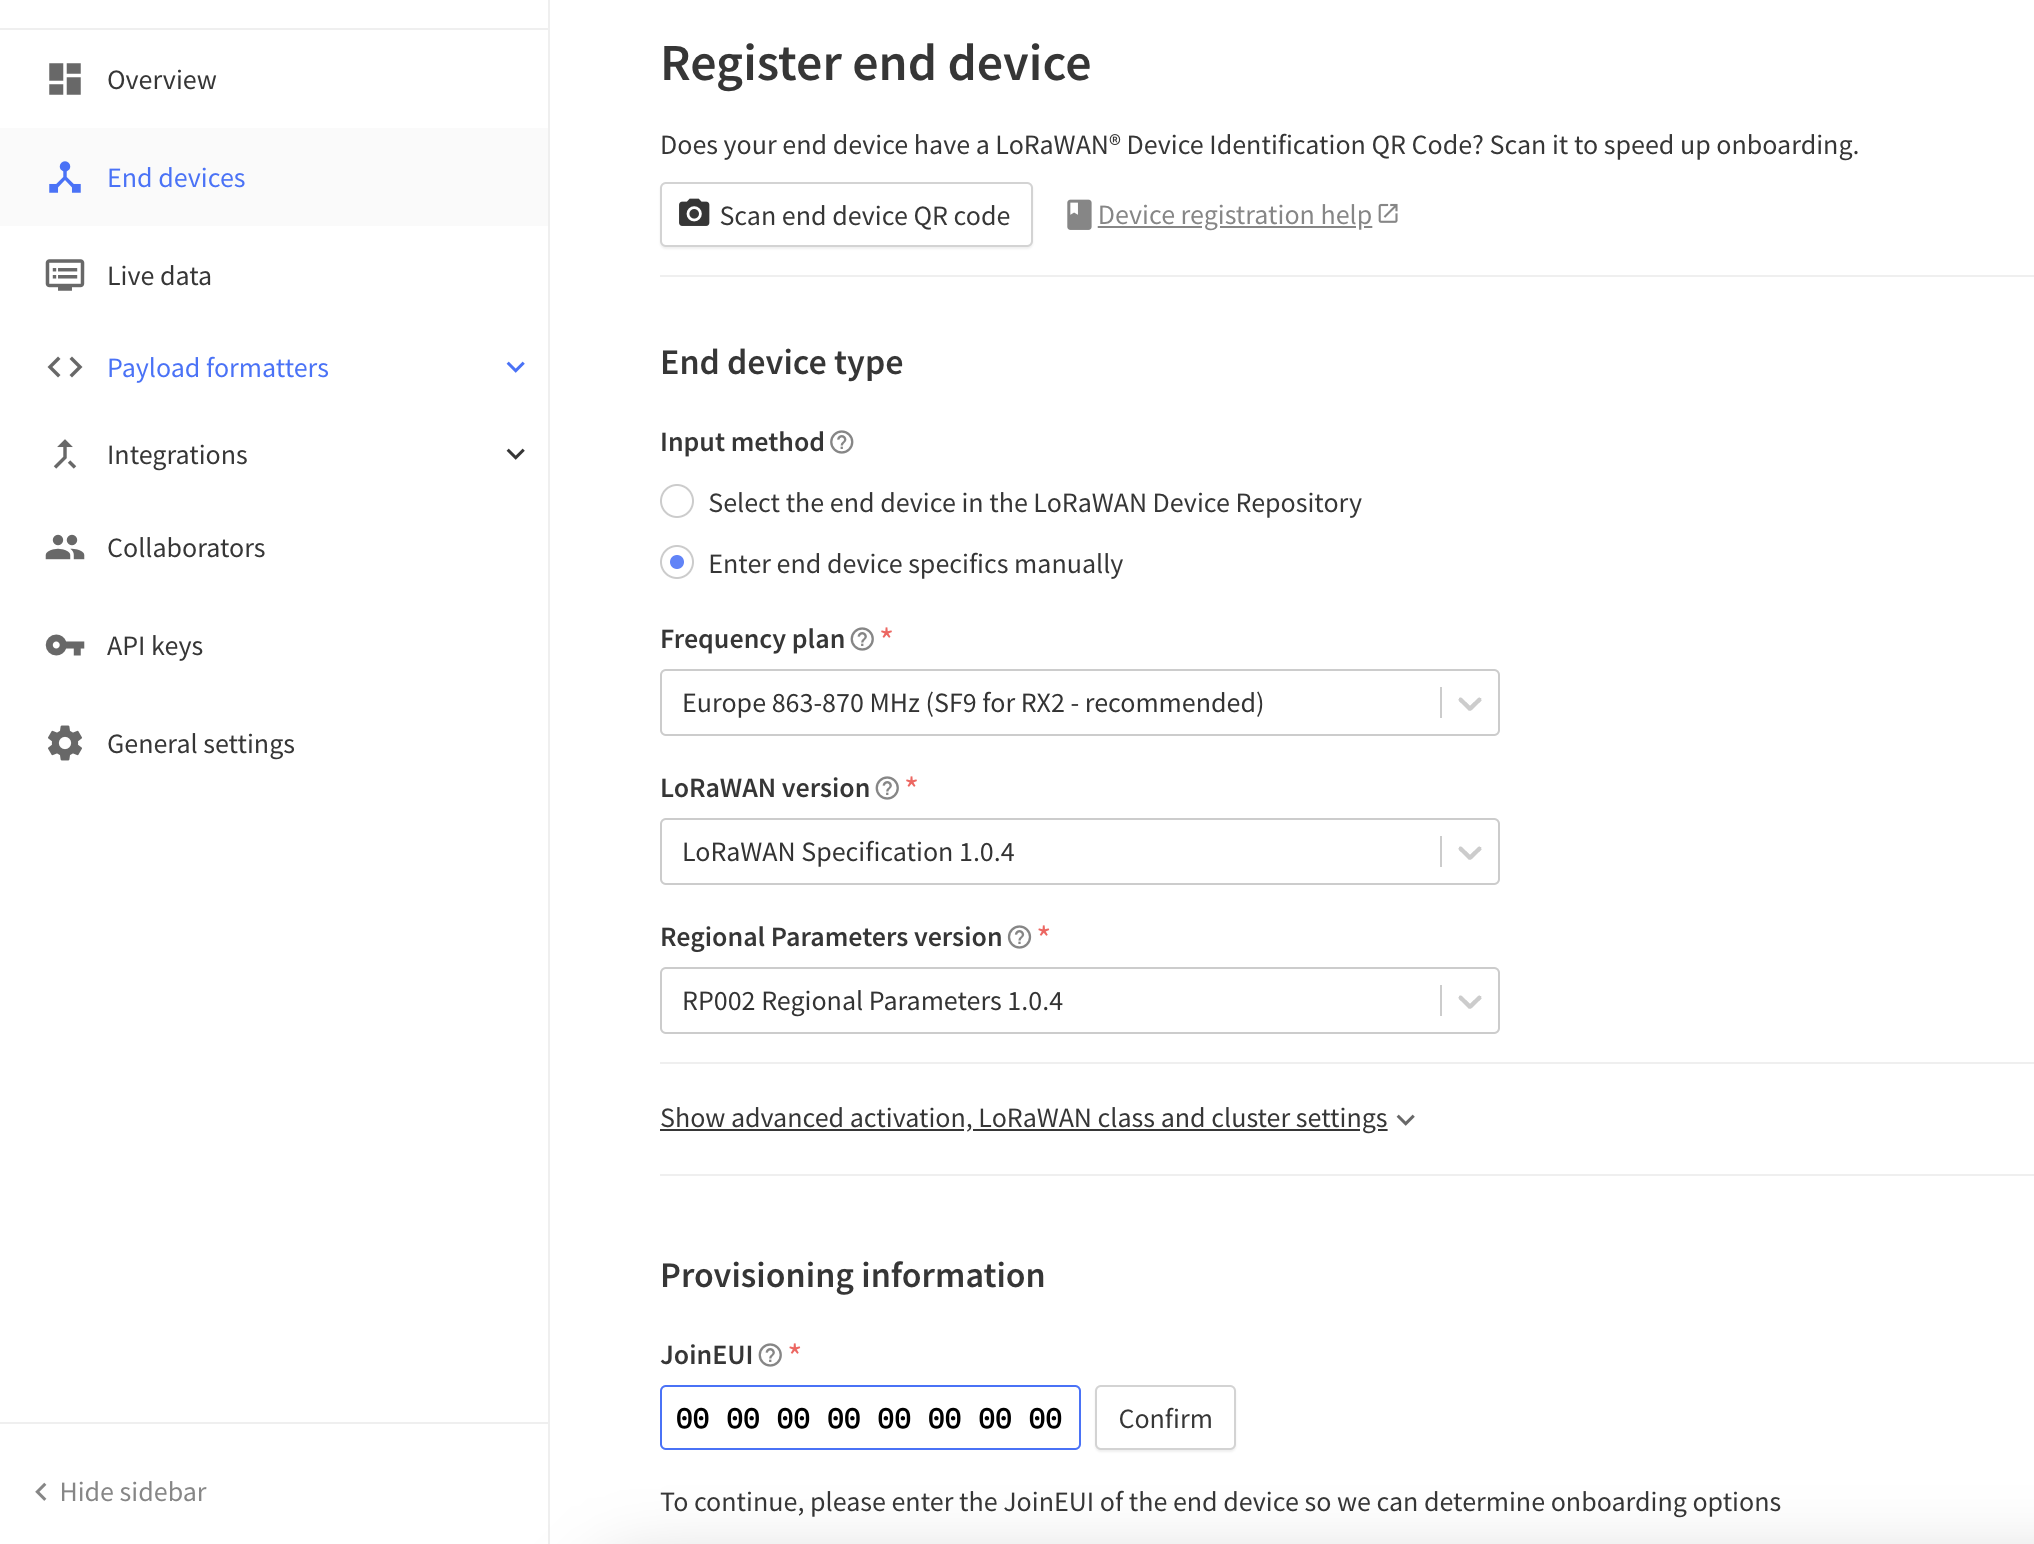 Overview
End devices
Live data
Payload formatters
Integrations
Collaborators
API keys
General settings
Hide sidebar
Register end device
Does your end device have a LoRaWAN® Device Identification QR Code? Scan it to speed up onboarding.
Scan end device QR code
Device registration help
End device type
Input method
Select the end device in the LoRaWAN Device Repository
Enter end device specifics manually
Frequency plan *
Europe 863-870 MHz (SF9 for RX2 - recommended)
LoRaWAN version *
LoRaWAN Specification 1.0.4
Regional Parameters version *
RP002 Regional Parameters 1.0.4
Show advanced activation, LoRaWAN class and cluster settings
Provisioning information
JoinEUI *
00 00 00 00 00 00 00 00
Confirm
To continue, please enter the JoinEUI of the end device so we can determine onboarding options